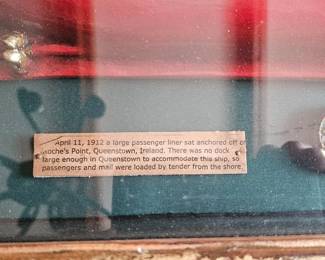 April 11, 1912 a large passenger liner sat anchored off of
Roche's Point, Queenstown, Ireland. There was no dock
large enough in Queenstown to accommodate this ship, so
passengers and mail were loaded by tender from the shore.